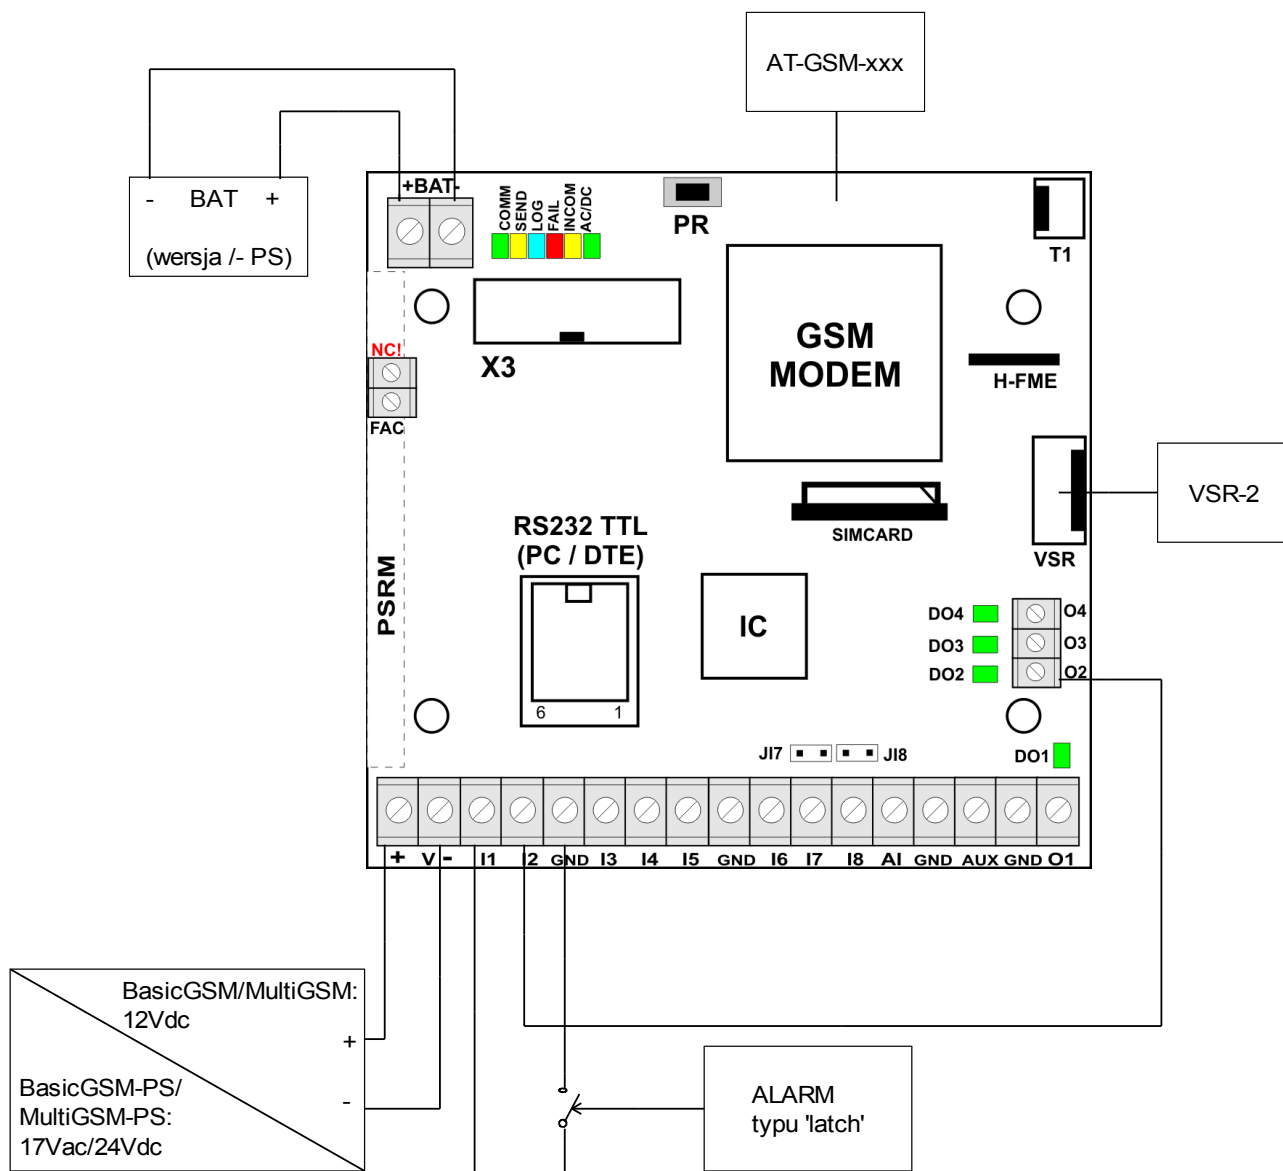 AT-GSM-xxx
- BAT +
(wersja /- PS)
+BAT-
COMM
SEND
LOG
FAIL
INCOM
AC/DC
PR
T1
X3
GSM
MODEM
H-FME
NC!
FAC
SIMCARD
VSR
VSR-2
RS232 TTL
(PC / DTE)
6 1
PSRM
IC
DO4 O4
DO3 O3
DO2 O2
JI7 JI8
DO1
+ V - I1 I2 GND I3 I4 I5 GND I6 I7 I8 AI GND AUX GND O1
BasicGSM/MultiGSM:
12Vdc
+
-
BasicGSM-PS/
MultiGSM-PS:
17Vac/24Vdc
ALARM
typu 'latch'